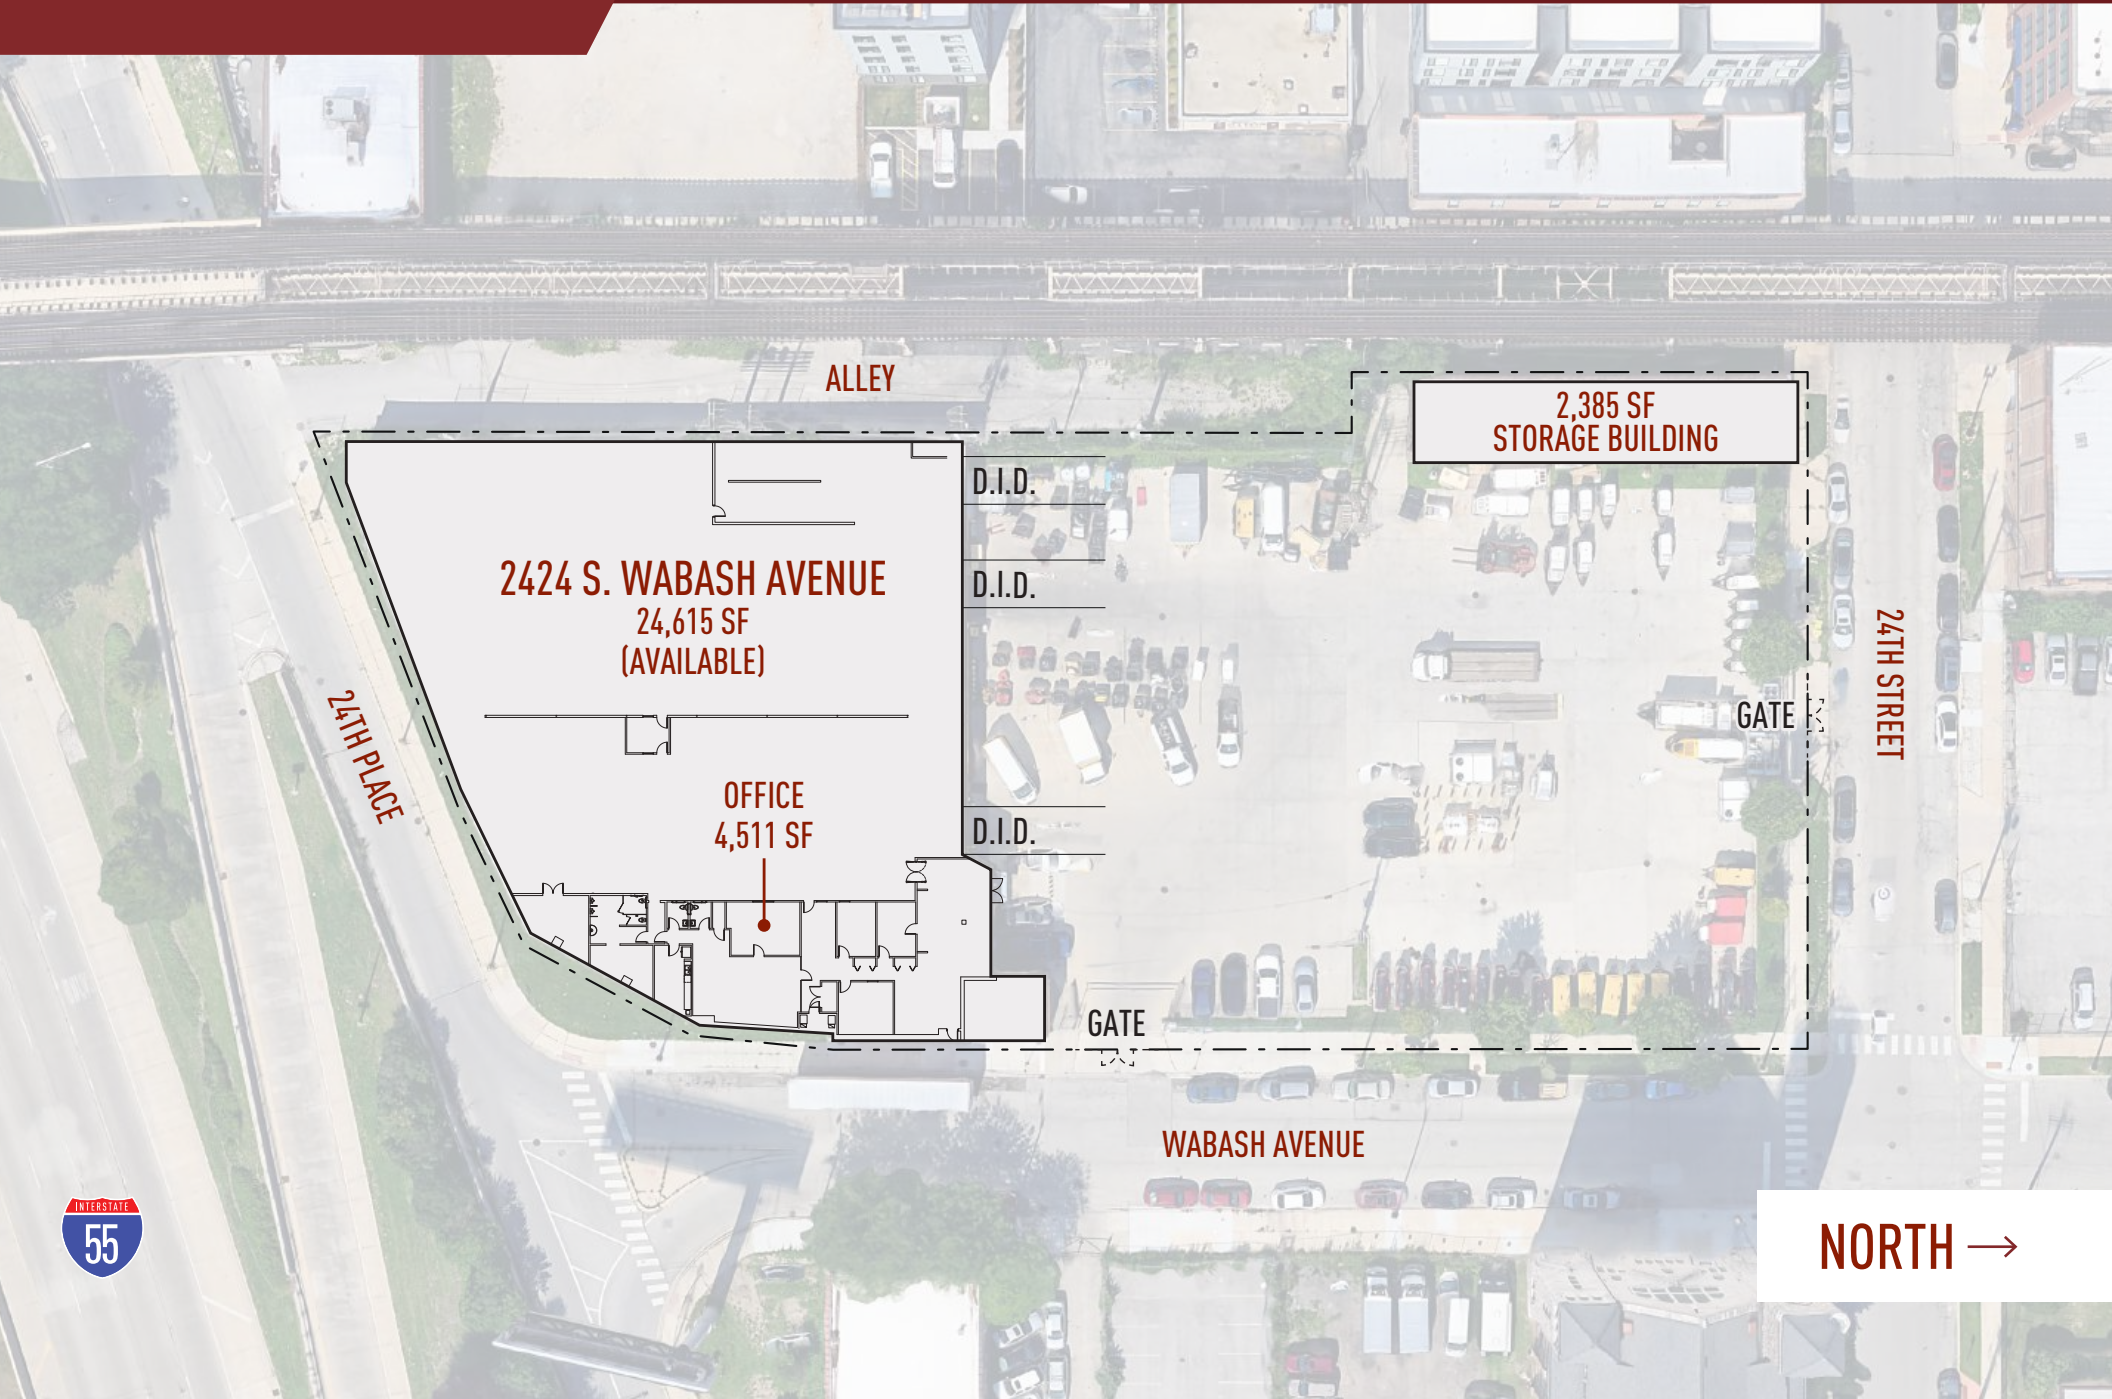 ALLEY
2,385 SF
STORAGE BUILDING
D.I.D.
D.I.D.
2424 S. WABASH AVENUE
24,615 SF
(AVAILABLE)
24TH STREET
24TH PLACE
GATE
OFFICE
4,511 SF
D.I.D.
GATE
WABASH AVENUE
INTERSTATE
55
NORTH